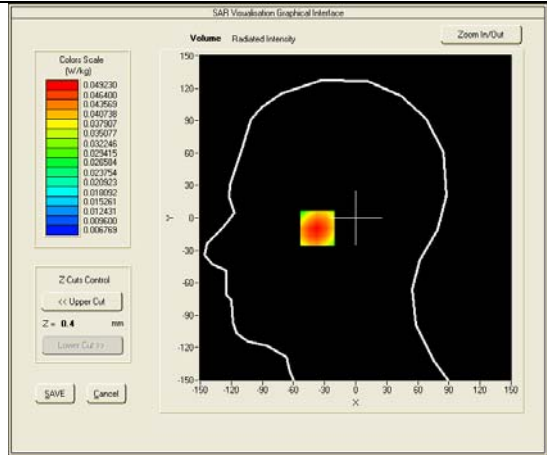 SAR Visualisation Graphical Interface
Volume Radiated Intensity
Zoom In/Out
Colors Scale
(W/kg)
0.049230
0.046400
0.043569
0.040738
0.037907
0.035077
0.032246
0.029415
0.026584
0.023754
0.020923
0.018092
0.015261
0.012431
0.009600
0.006769
Z Cuts Control
<< Upper Cut
Z = 0.4 mm
Lower Cut >>
SAVE Cancel
150
120
90
60
30
0
-30
-60
-90
-120
-150
Y
-150 -120 -90 -60 -30 0 30 60 90 120 150
X